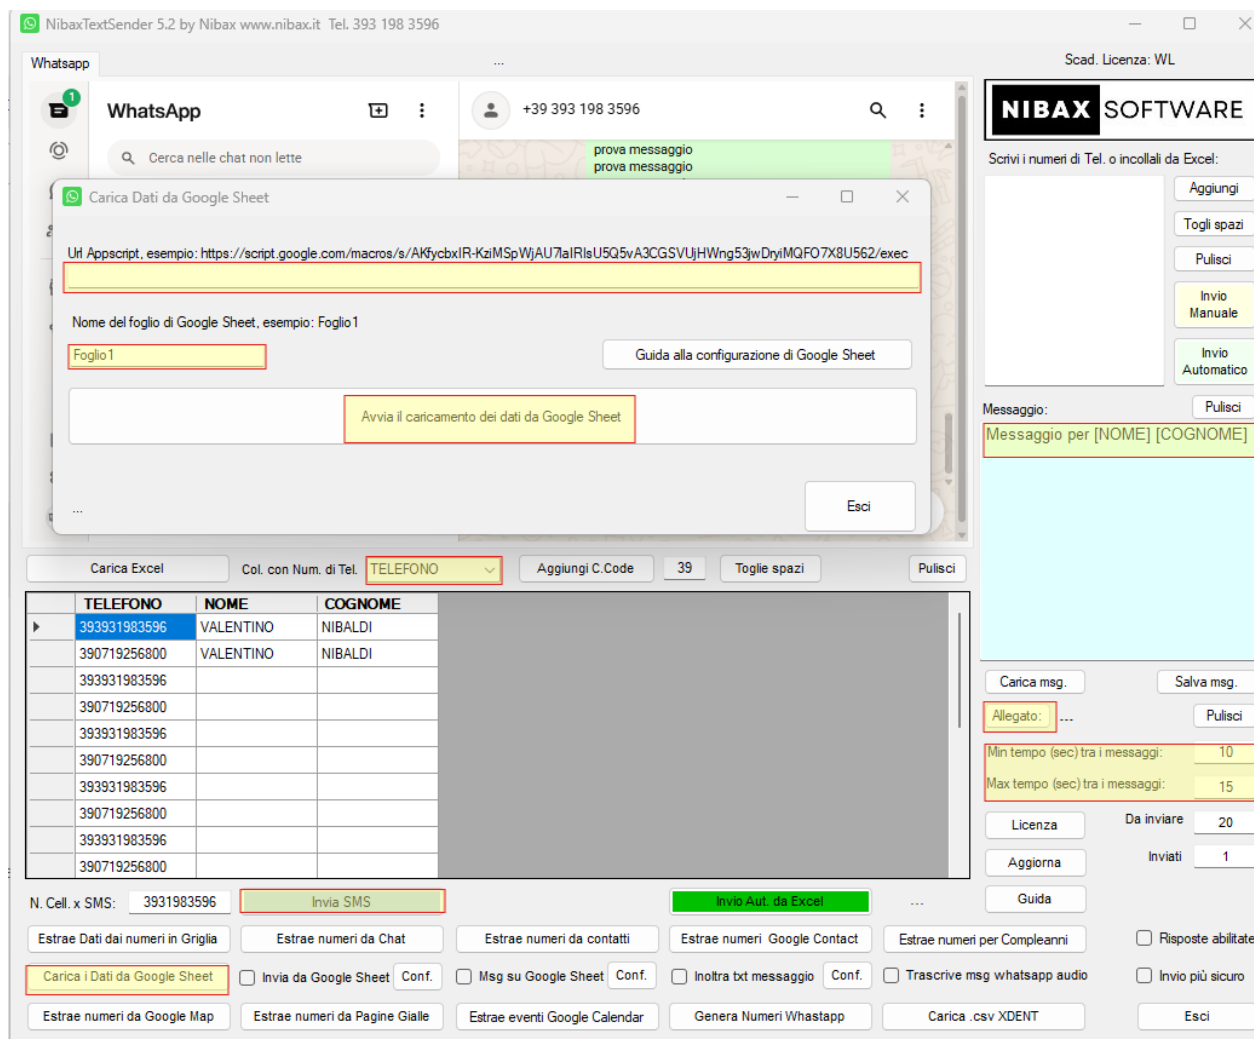 NibaxTextSender 5.2 by Nibax www.nibax.it Tel. 393 198 3596
Whatsapp
...
Scad. Licenza: WL
1
WhatsApp
+39 393 198 3596
NIBAX SOFTWARE
Cerca nelle chat non lette
prova messaggio
prova messaggio
Scrivi i numeri di Tel. o incollali da Excel:
Aggiungi
Togli spazi
Pulisci
Invio
Manuale
Invio
Automatico
Carica Dati da Google Sheet
Url Appscript, esempio: https://script.google.com/macros/s/AKfycbxIR-KziMSpWjAU7laIRIsU5Q5vA3CGSVUjHWng53jwDryiMQFO7X8U562/exec
Nome del foglio di Google Sheet, esempio: Foglio1
Foglio1
Guida alla configurazione di Google Sheet
Avvia il caricamento dei dati da Google Sheet
...
Esci
Messaggio:
Pulisci
Messaggio per [NOME] [COGNOME]
Carica Excel
Col. con Num. di Tel.
TELEFONO
Aggiungi C.Code
39
Toglie spazi
Pulisci
TELEFONO NOME COGNOME
393931983596 VALENTINO NIBALDI
390719256800 VALENTINO NIBALDI
393931983596
390719256800
393931983596
390719256800
393931983596
390719256800
393931983596
390719256800
Carica msg.
Salva msg.
Allegato:
...
Pulisci
Min tempo (sec) tra i messaggi: 10
Max tempo (sec) tra i messaggi: 15
Licenza
Da inviare 20
Aggiorna
Inviati 1
Guida
N. Cell. x SMS: 3931983596
Invia SMS
Invio Aut. da Excel
...
Estrae Dati dai numeri in Griglia
Estrae numeri da Chat
Estrae numeri da contatti
Estrae numeri Google Contact
Estrae numeri per Compleanni
Risposte abilitate
Carica i Dati da Google Sheet
Invia da Google Sheet
Conf.
Msg su Google Sheet
Conf.
Inoltra txt messaggio
Conf.
Trascrive msg whatsapp audio
Invio più sicuro
Estrae numeri da Google Map
Estrae numeri da Pagine Gialle
Estrae eventi Google Calendar
Genera Numeri Whastapp
Carica .csv XDENT
Esci